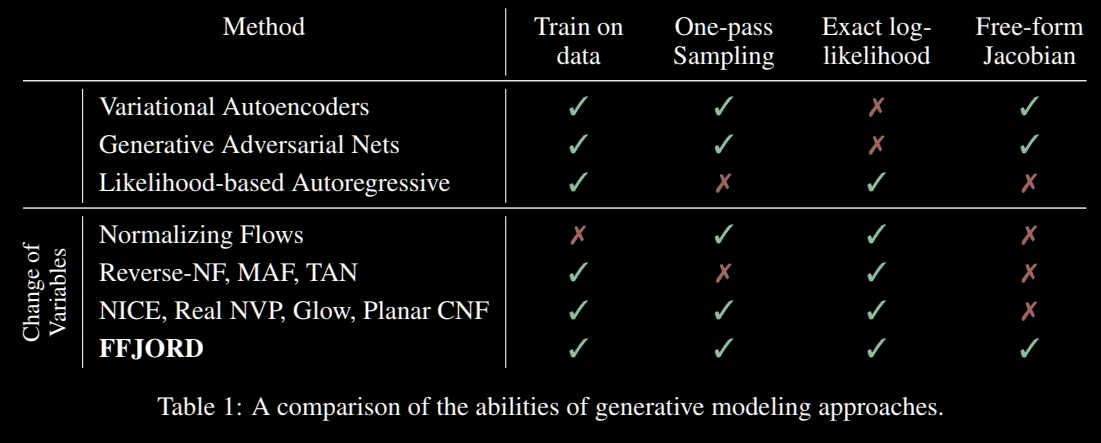 Method Train on data One-pass Sampling Exact log-likelihood Free-form Jacobian
Variational Autoencoders ✓ ✓ ✗ ✓
Generative Adversarial Nets ✓ ✓ ✗ ✓
Likelihood-based Autoregressive ✓ ✗ ✓ ✗
Change of
Variables
Normalizing Flows ✗ ✓ ✓ ✗
Reverse-NF, MAF, TAN ✓ ✗ ✓ ✗
NICE, Real NVP, Glow, Planar CNF ✓ ✓ ✓ ✗
FFJORD ✓ ✓ ✓ ✓
Table 1: A comparison of the abilities of generative modeling approaches.